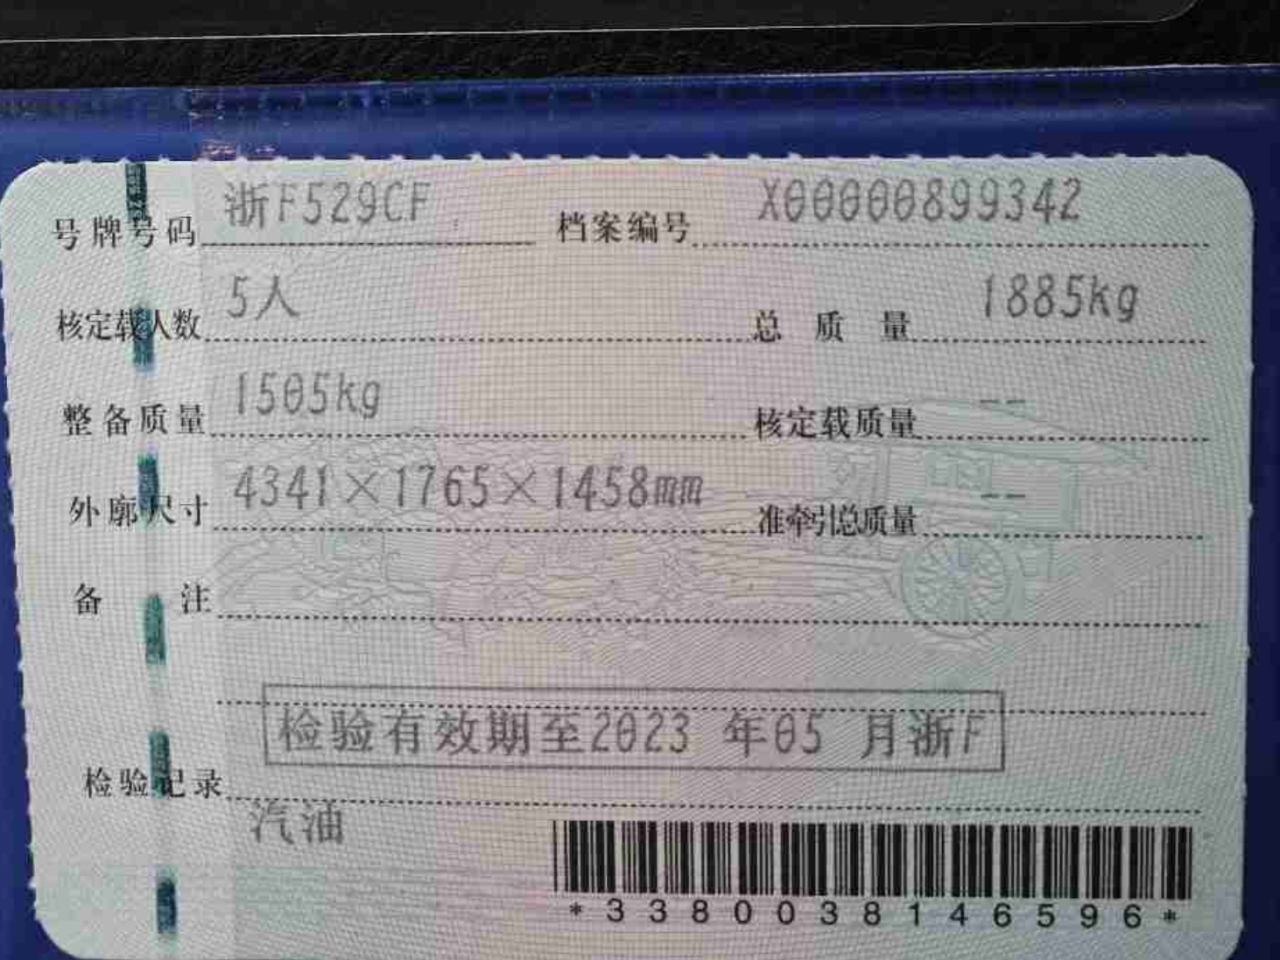 号牌号码 浙F529CF 档案编号 X00000899342
核定载人数 5人 总质量 1885kg
整备质量 1505kg 核定载质量 --
外廓尺寸 4341×1765×1458mm 准牵引总质量 --
备注
检验有效期至2023 年05 月浙F
检验记录
汽油
*3380038146596*